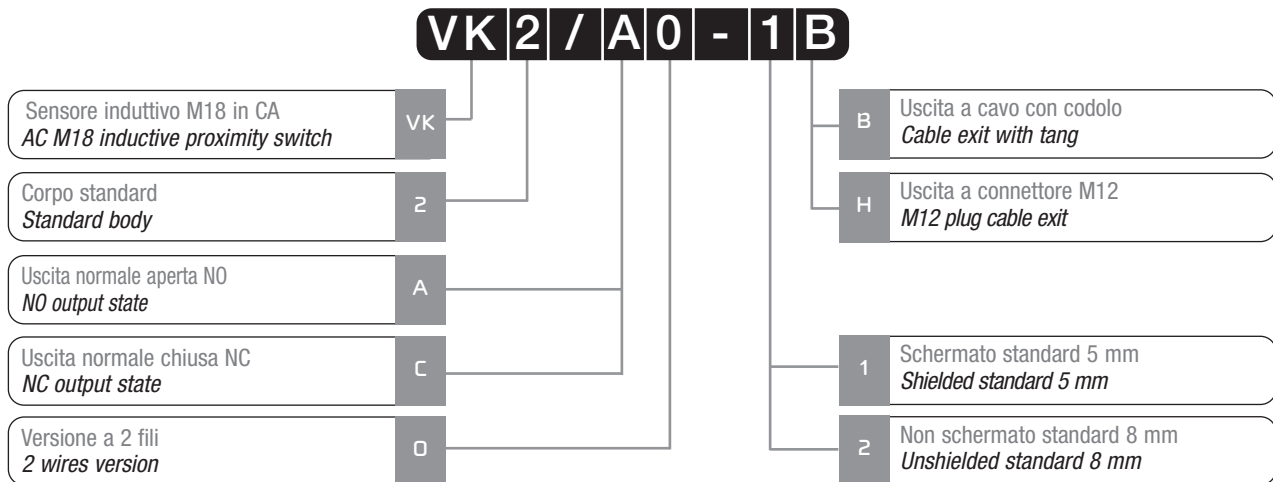 VK2/A0-1B
Sensore induttivo M18 in CA
AC M18 inductive proximity switch
VK
Corpo standard
Standard body
2
Uscita normale aperta NO
NO output state
A
Uscita normale chiusa NC
NC output state
C
Versione a 2 fili
2 wires version
0
B
Uscita a cavo con codolo
Cable exit with tang
H
Uscita a connettore M12
M12 plug cable exit
1
Schermato standard 5 mm
Shielded standard 5 mm
2
Non schermato standard 8 mm
Unshielded standard 8 mm